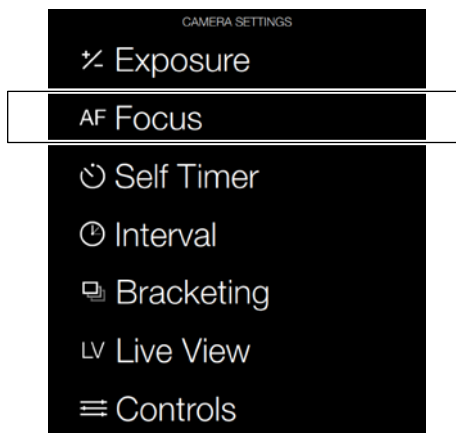 CAMERA SETTINGS
+/- Exposure
AF Focus
Self Timer
Interval
Bracketing
LV Live View
Controls